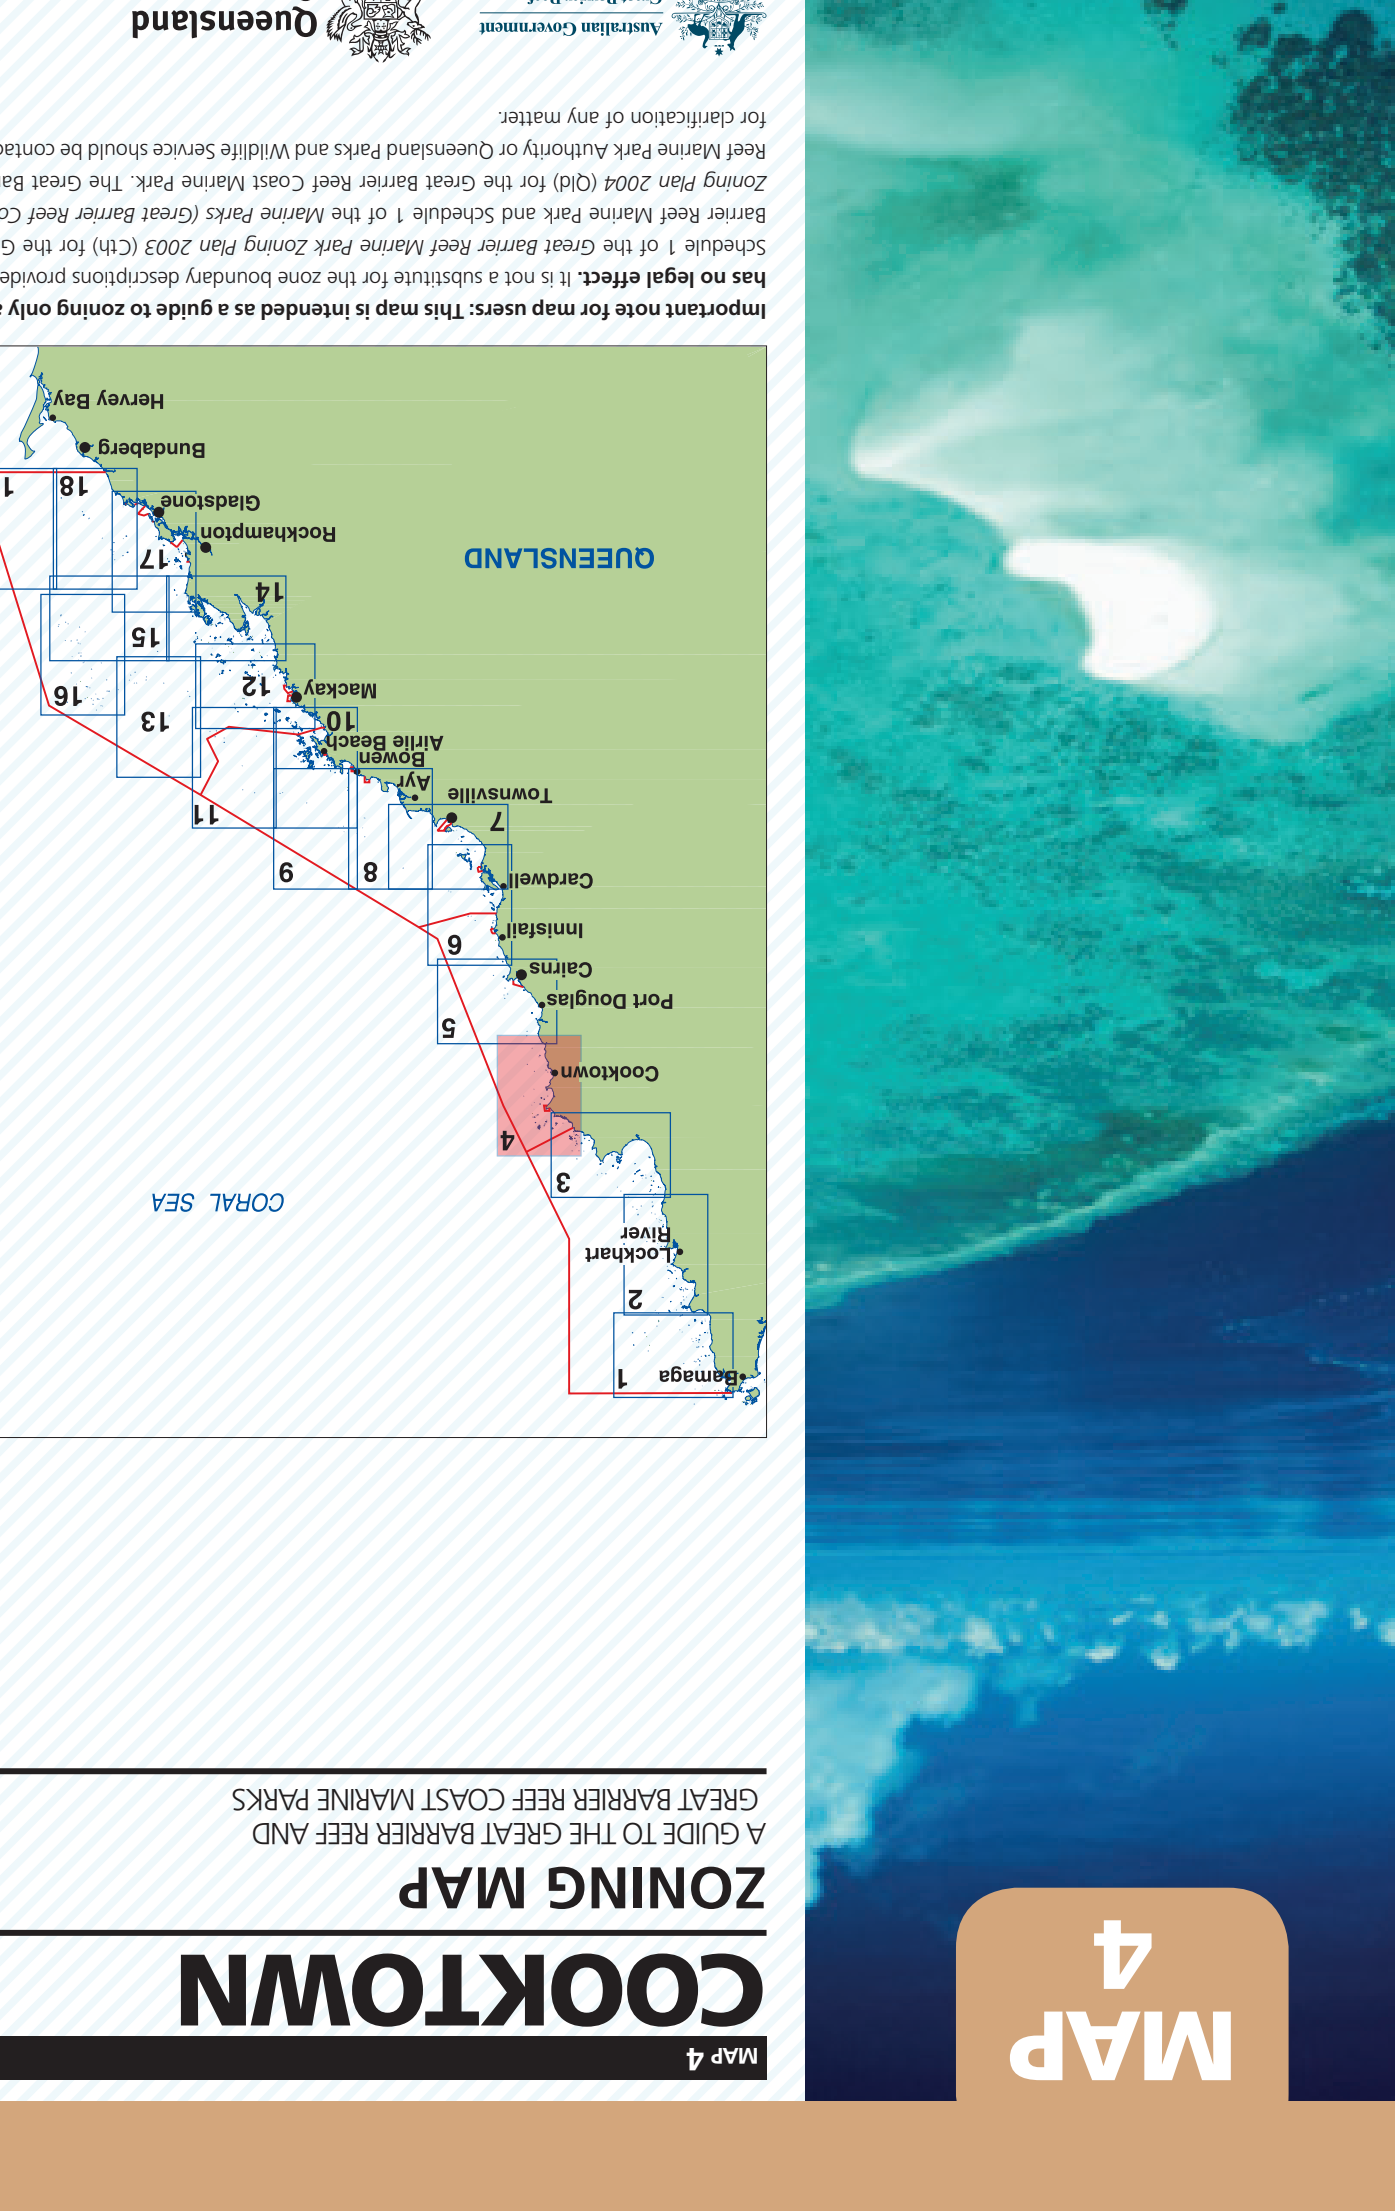 MAP
4
MAP 4
COOKTOWN
ZONING MAP
A GUIDE TO THE GREAT BARRIER REEF AND
GREAT BARRIER REEF COAST MARINE PARKS
Bamaga
1
2
Lockhart
River
CORAL SEA
3
4
Cooktown
5
Port Douglas
Cairns
6
Innisfail
Cardwell
9
8
7
Townsville
11
Ayr
Bowen
Airlie Beach
10
13
Mackay
12
16
15
14
QUEENSLAND
17
Rockhampton
Gladstone
18
1
Bundaberg
Hervey Bay
Important note for map users: This map is intended as a guide to zoning only
has no legal effect. It is not a substitute for the zone boundary descriptions provide
Schedule 1 of the Great Barrier Reef Marine Park Zoning Plan 2003 (Cth) for the G
Barrier Reef Marine Park and Schedule 1 of the Marine Parks (Great Barrier Reef Co
Zoning Plan 2004 (Qld) for the Great Barrier Reef Coast Marine Park. The Great Bar
Reef Marine Park Authority or Queensland Parks and Wildlife Service should be contac
for clarification of any matter.
Australian Government
Queensland